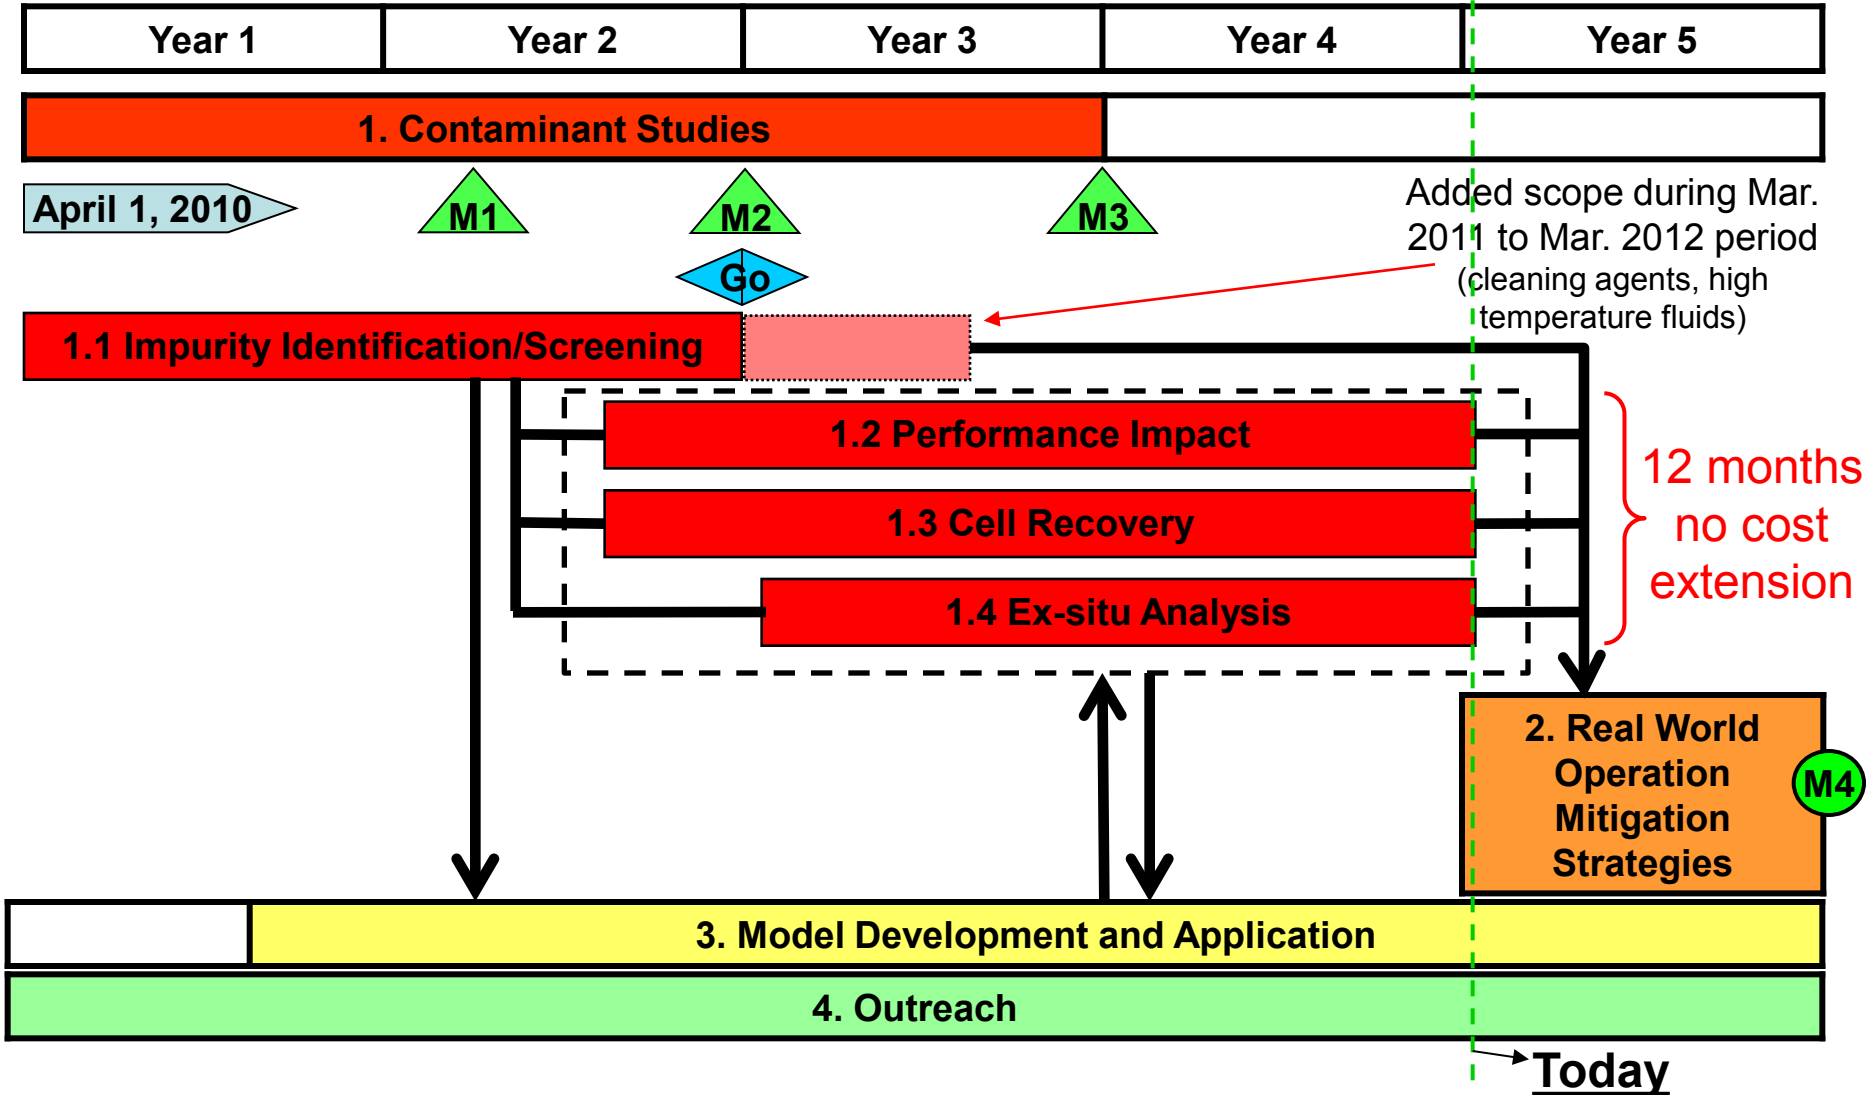 Year 1
Year 2
Year 3
Year 4
Year 5
1. Contaminant Studies
April 1, 2010
M1
M2
M3
Go
Added scope during Mar.
2011 to Mar. 2012 period
(cleaning agents, high
temperature fluids)
1.1 Impurity Identification/Screening
1.2 Performance Impact
1.3 Cell Recovery
1.4 Ex-situ Analysis
12 months
no cost
extension
2. Real World
Operation
Mitigation
Strategies
M4
3. Model Development and Application
4. Outreach
Today